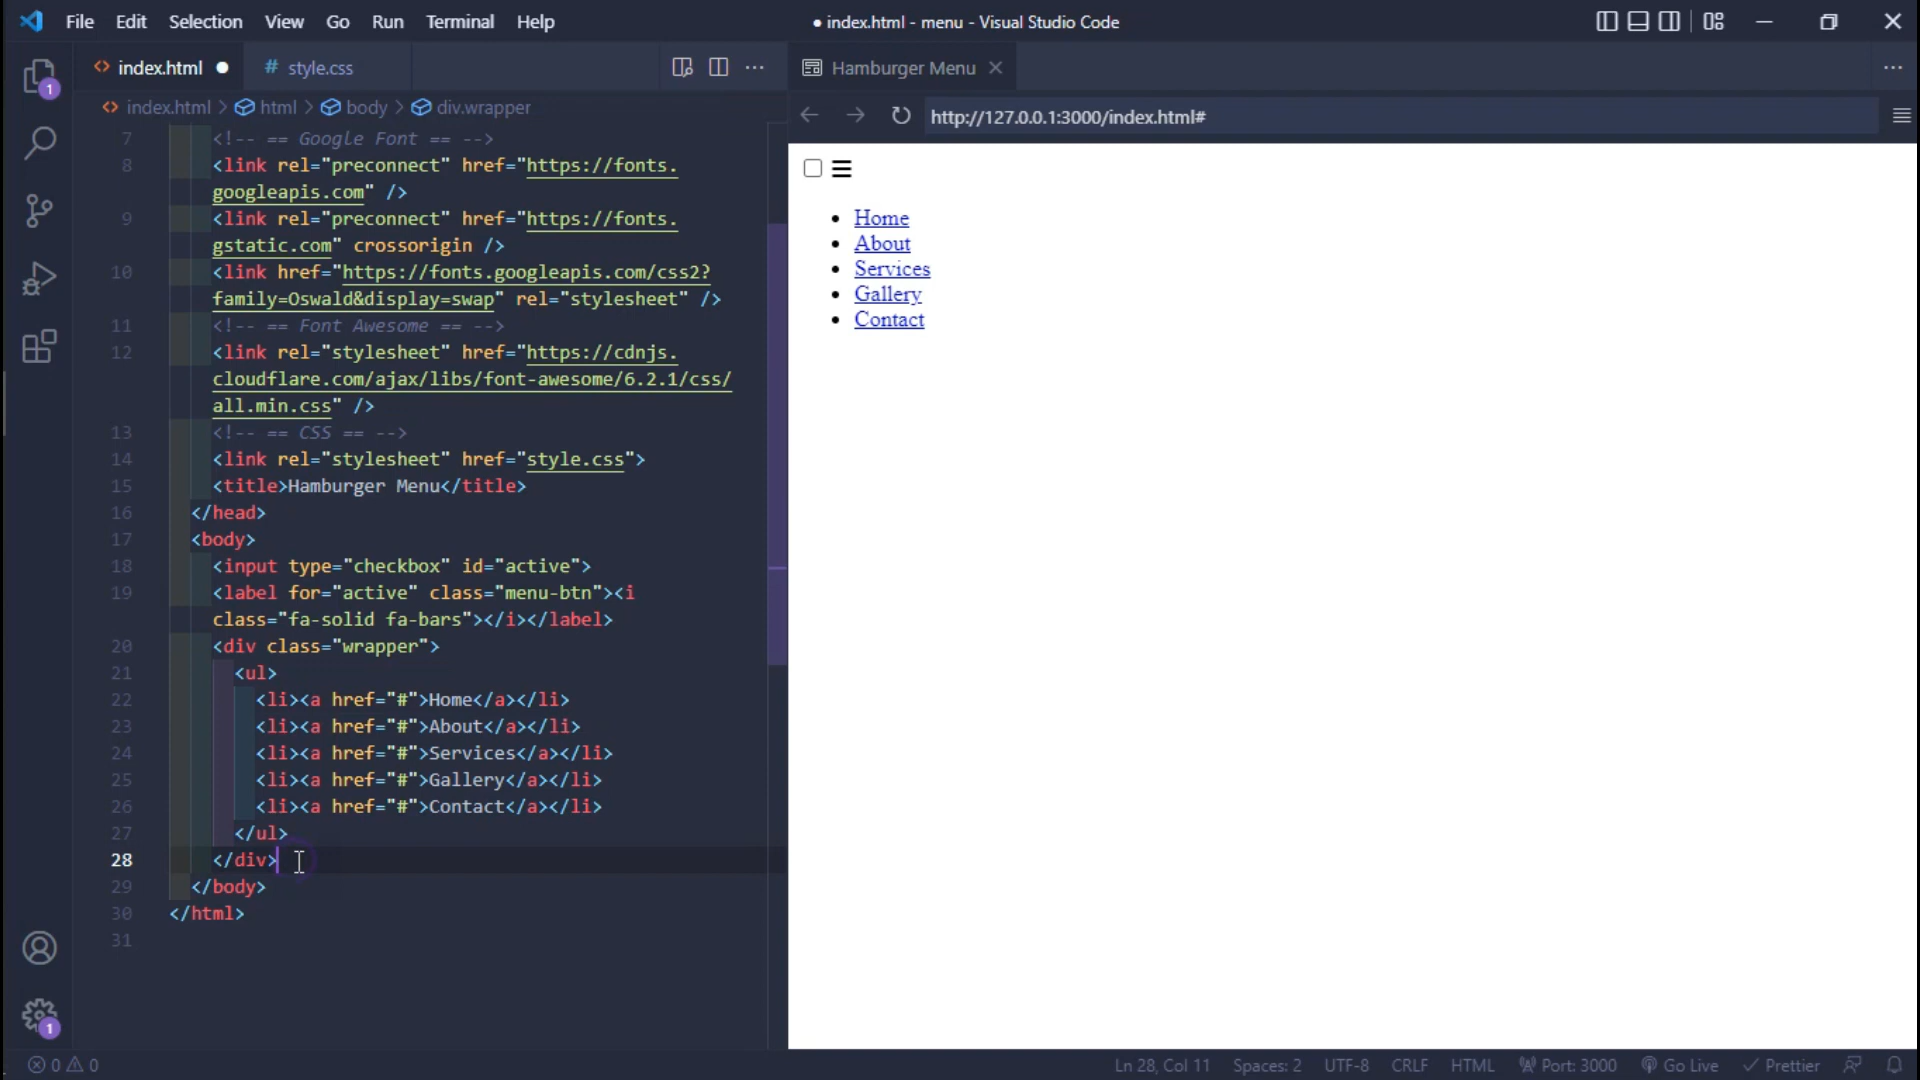 File Edit Selection View Go Run Terminal Help
● index.html - menu - Visual Studio Code
index.html ● # style.css
Hamburger Menu
index.html > html > body > div.wrapper
http://127.0.0.1:3000/index.html#
7 <!-- == Google Font == -->
8 <link rel="preconnect" href="https://fonts.
googleapis.com" />
9 <link rel="preconnect" href="https://fonts.
gstatic.com" crossorigin />
10 <link href="https://fonts.googleapis.com/css2?
family=Oswald&display=swap" rel="stylesheet" />
11 <!-- == Font Awesome == -->
12 <link rel="stylesheet" href="https://cdnjs.
cloudflare.com/ajax/libs/font-awesome/6.2.1/css/
all.min.css" />
13 <!-- == CSS == -->
14 <link rel="stylesheet" href="style.css">
15 <title>Hamburger Menu</title>
16 </head>
17 <body>
18 <input type="checkbox" id="active">
19 <label for="active" class="menu-btn"><i
class="fa-solid fa-bars"></i></label>
20 <div class="wrapper">
21 <ul>
22 <li><a href="#">Home</a></li>
23 <li><a href="#">About</a></li>
24 <li><a href="#">Services</a></li>
25 <li><a href="#">Gallery</a></li>
26 <li><a href="#">Contact</a></li>
27 </ul>
28 </div>
29 </body>
30 </html>
31
• Home
• About
• Services
• Gallery
• Contact
1
1
0 0
Ln 28, Col 11 Spaces: 2 UTF-8 CRLF HTML Port: 3000 Go Live Prettier